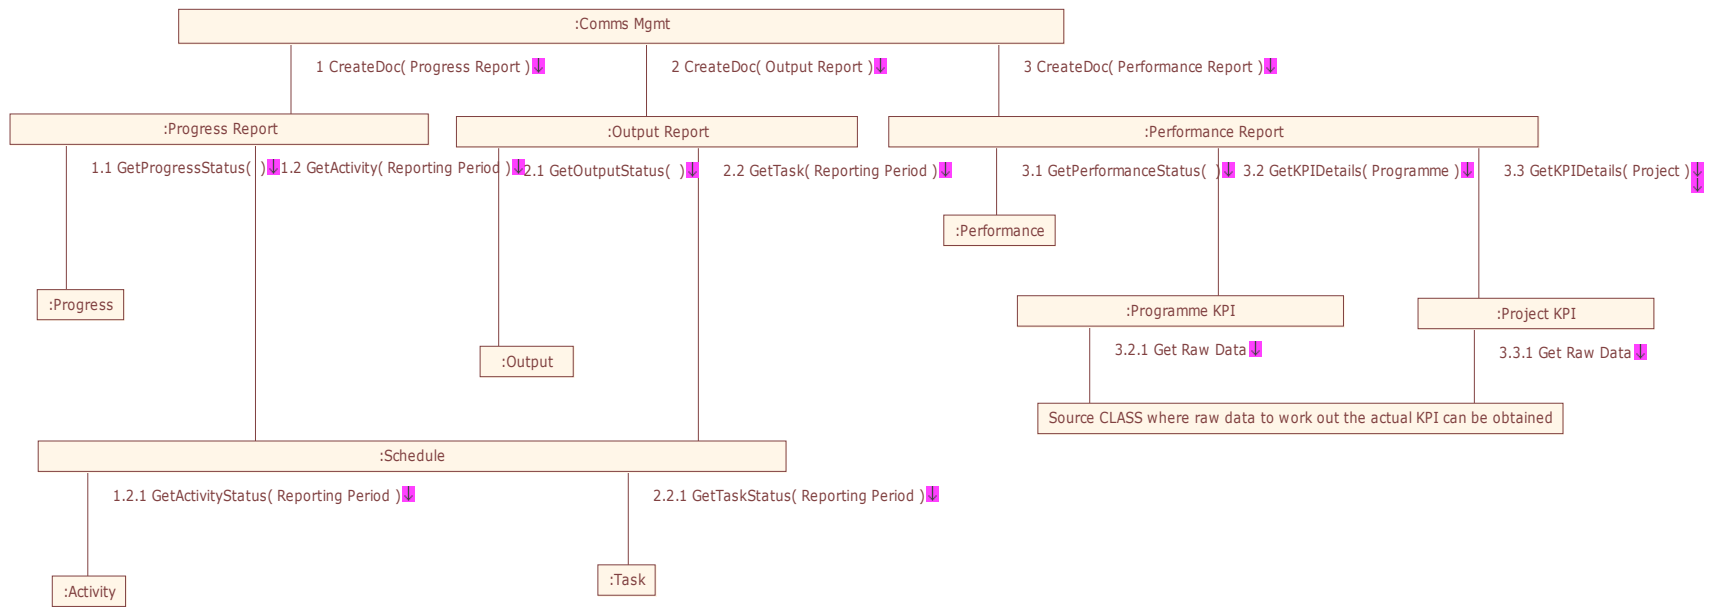 :Comms Mgmt
1 CreateDoc( Progress Report )↓
2 CreateDoc( Output Report )↓
3 CreateDoc( Performance Report )↓
:Progress Report
:Output Report
:Performance Report
1.1 GetProgressStatus(  )↓
1.2 GetActivity( Reporting Period )↓
2.1 GetOutputStatus(  )↓
2.2 GetTask( Reporting Period )↓
3.1 GetPerformanceStatus(  )↓
3.2 GetKPIDetails( Programme )↓
3.3 GetKPIDetails( Project )↓
↓
:Performance
:Progress
:Programme KPI
:Project KPI
3.2.1 Get Raw Data↓
3.3.1 Get Raw Data↓
:Output
Source CLASS where raw data to work out the actual KPI can be obtained
:Schedule
1.2.1 GetActivityStatus( Reporting Period )↓
2.2.1 GetTaskStatus( Reporting Period )↓
:Activity
:Task